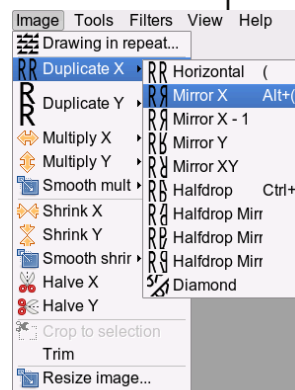 Image Tools Filters View Help
Drawing in repeat...
Duplicate X
Duplicate Y
Multiply X
Multiply Y
Smooth mult
Shrink X
Shrink Y
Smooth shrir
Halve X
Halve Y
Crop to selection
Trim
Resize image...
Horizontal (
Mirror X Alt+(
Mirror X - 1
Mirror Y
Mirror XY
Halfdrop Ctrl+
Halfdrop Mirr
Halfdrop Mirr
Halfdrop Mirr
Diamond